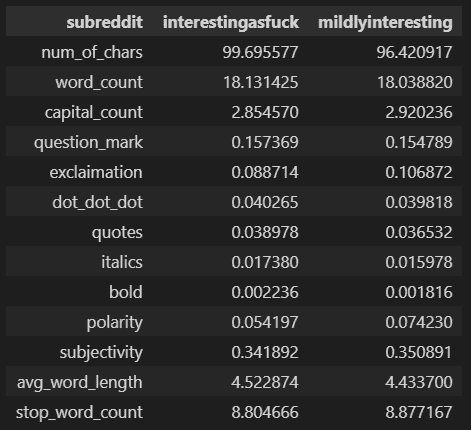 subreddit interestingasfuck mildlyinteresting
num_of_chars 99.695577 96.420917
word_count 18.131425 18.038820
capital_count 2.854570 2.920236
question_mark 0.157369 0.154789
exclaimation 0.088714 0.106872
dot_dot_dot 0.040265 0.039818
quotes 0.038978 0.036532
italics 0.017380 0.015978
bold 0.002236 0.001816
polarity 0.054197 0.074230
subjectivity 0.341892 0.350891
avg_word_length 4.522874 4.433700
stop_word_count 8.804666 8.877167